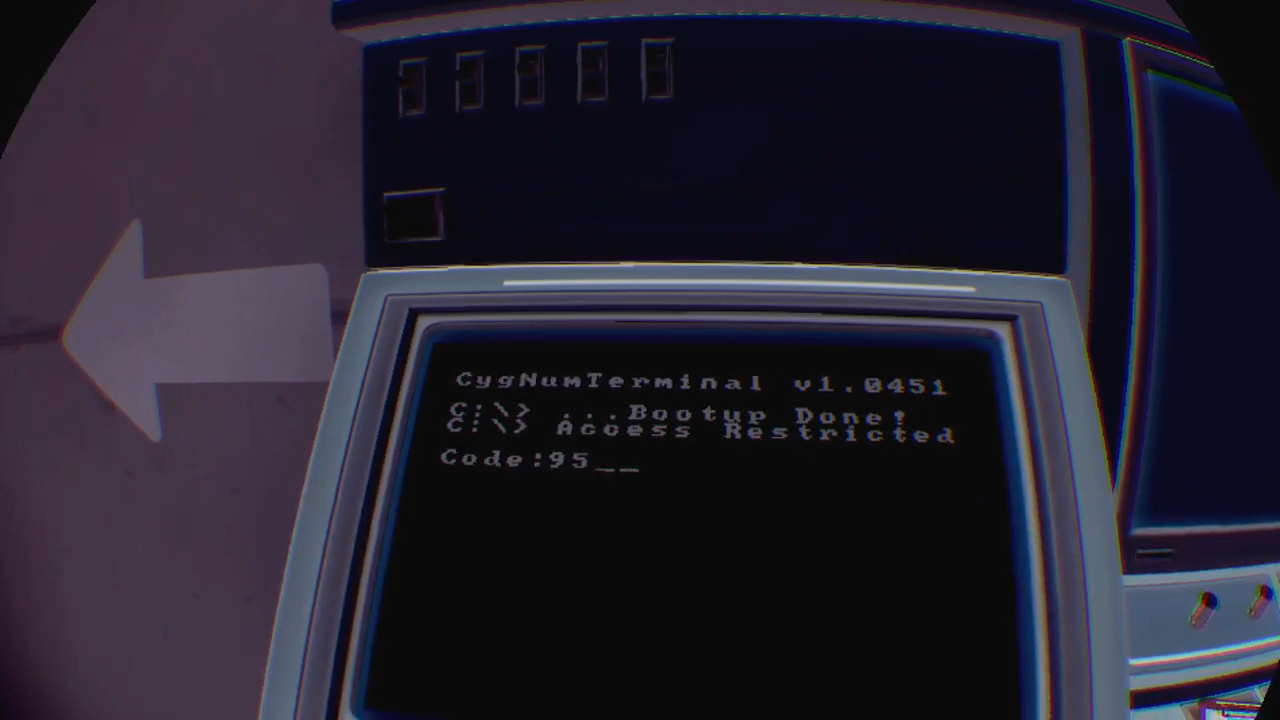 CygNumTerminal v1.0451
C:\> ...Bootup Done!
C:\> Access Restricted
Code:95__